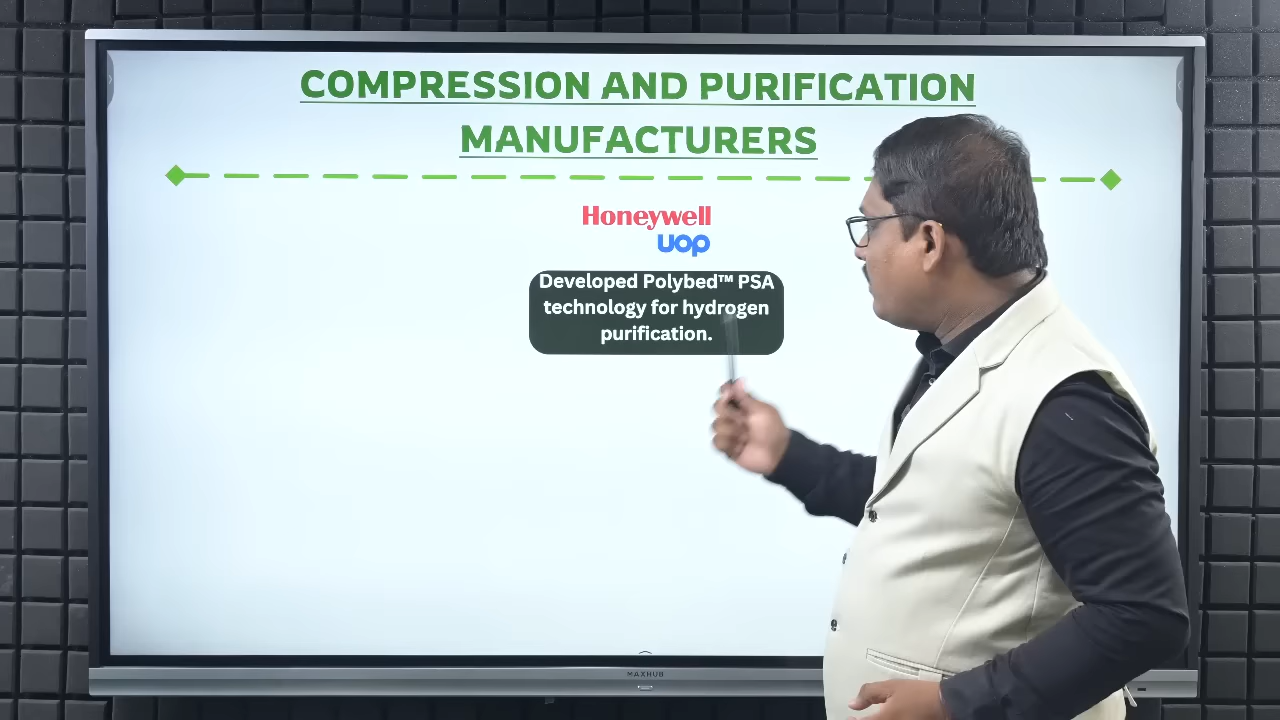 COMPRESSION AND PURIFICATION
MANUFACTURERS
Honeywell
uop
Developed Polybed™ PSA
technology for hydrogen
purification.
MAXHUB